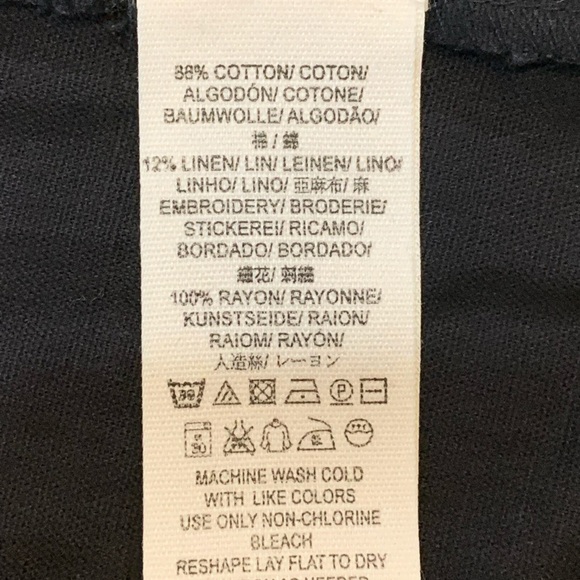 88% COTTON/ COTON/
ALGODÓN/ COTONE/
BAUMWOLLE/ ALGODÃO/
棉 / 綿
12% LINEN/ LIN/ LEINEN/ LINO/
LINHO/ LINO/ 亞麻布/ 麻
EMBROIDERY/ BRODERIE/
STICKEREI/ RICAMO/
BORDADO/ BORDADO/
繡花/ 刺繍
100% RAYON/ RAYONNE/
KUNSTSEIDE/ RAION/
RAIOM/ RAYÓN/
人造絲/ レーヨン
30
P
30
MACHINE WASH COLD
WITH LIKE COLORS
USE ONLY NON-CHLORINE
BLEACH
RESHAPE LAY FLAT TO DRY